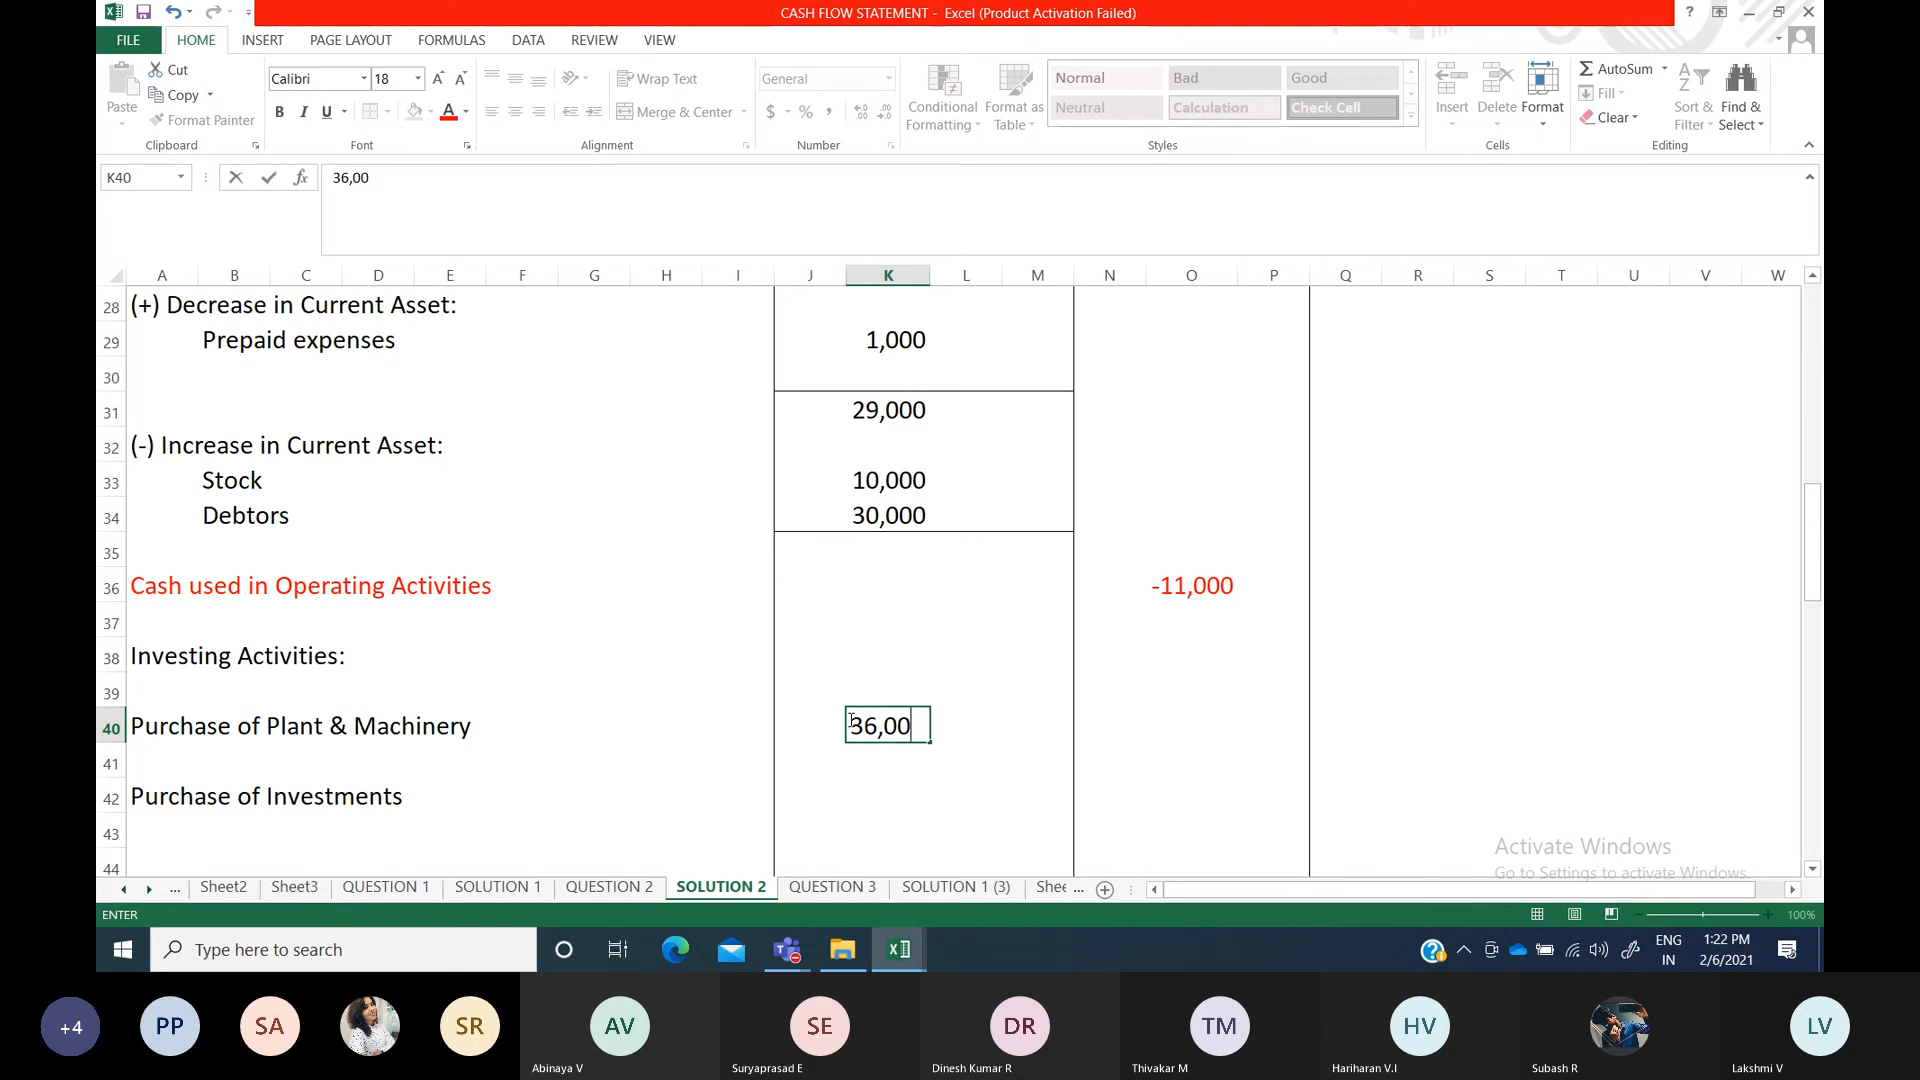 CASH FLOW STATEMENT - Excel (Product Activation Failed)
FILE HOME INSERT PAGE LAYOUT FORMULAS DATA REVIEW VIEW
Paste
Cut
Copy
Format Painter
Clipboard
Calibri 18
B I U
Font
Wrap Text
Merge & Center
Alignment
General
$ % ,
Number
Conditional Formatting
Format as Table
Normal Bad Good
Neutral Calculation Check Cell
Styles
Insert Delete Format
Cells
AutoSum
Fill
Clear
Sort & Filter
Find & Select
Editing
K40 fx 36,00
A B C D E F G H I J K L M N O P Q R S T U V W
28 (+) Decrease in Current Asset:
29 Prepaid expenses 1,000
30
31 29,000
32 (-) Increase in Current Asset:
33 Stock 10,000
34 Debtors 30,000
35
36 Cash used in Operating Activities -11,000
37
38 Investing Activities:
39
40 Purchase of Plant & Machinery 36,00
41
42 Purchase of Investments
43
44
Activate Windows
Go to Settings to activate Windows.
... Sheet2 Sheet3 QUESTION 1 SOLUTION 1 QUESTION 2 SOLUTION 2 QUESTION 3 SOLUTION 1 (3) Shee ...
ENTER 100%
Type here to search
ENG
IN
1:22 PM
2/6/2021
+4 PP SA SR AV SE DR TM HV LV
Abinaya V Suryaprasad E Dinesh Kumar R Thivakar M Hariharan V.I Subash R Lakshmi V